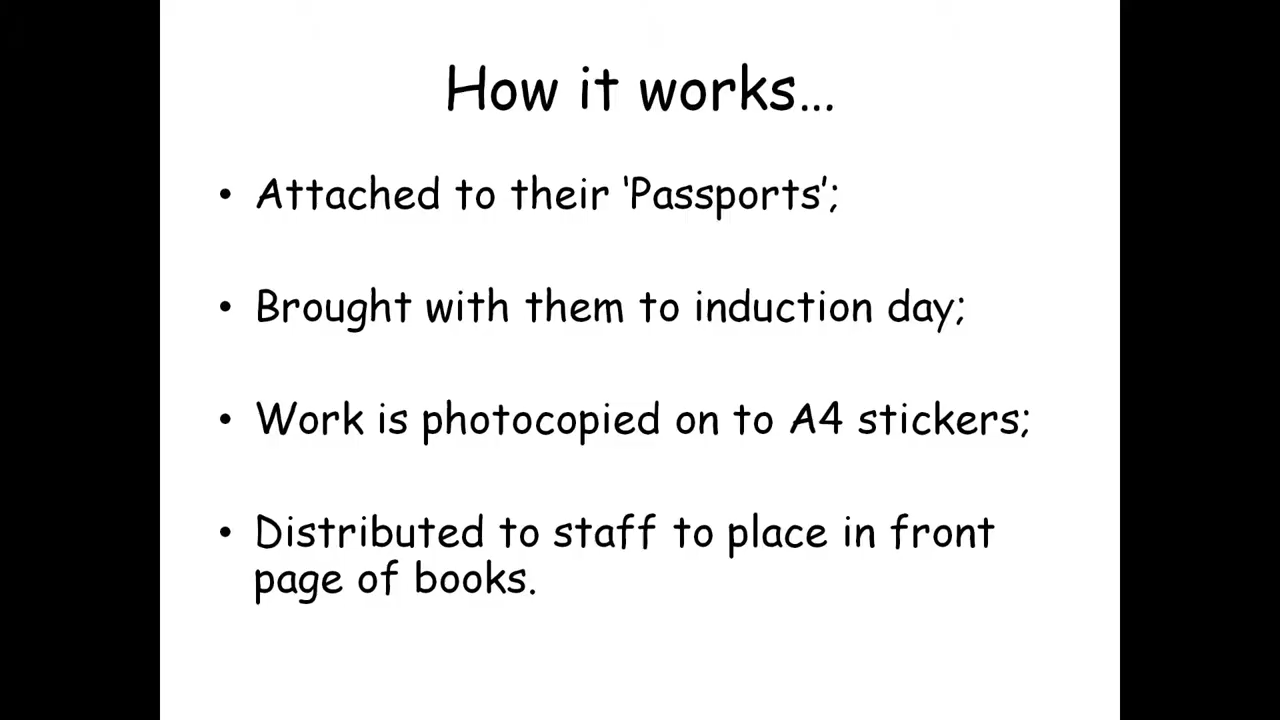 How it works…
• Attached to their ‘Passports’;
• Brought with them to induction day;
• Work is photocopied on to A4 stickers;
• Distributed to staff to place in front
page of books.